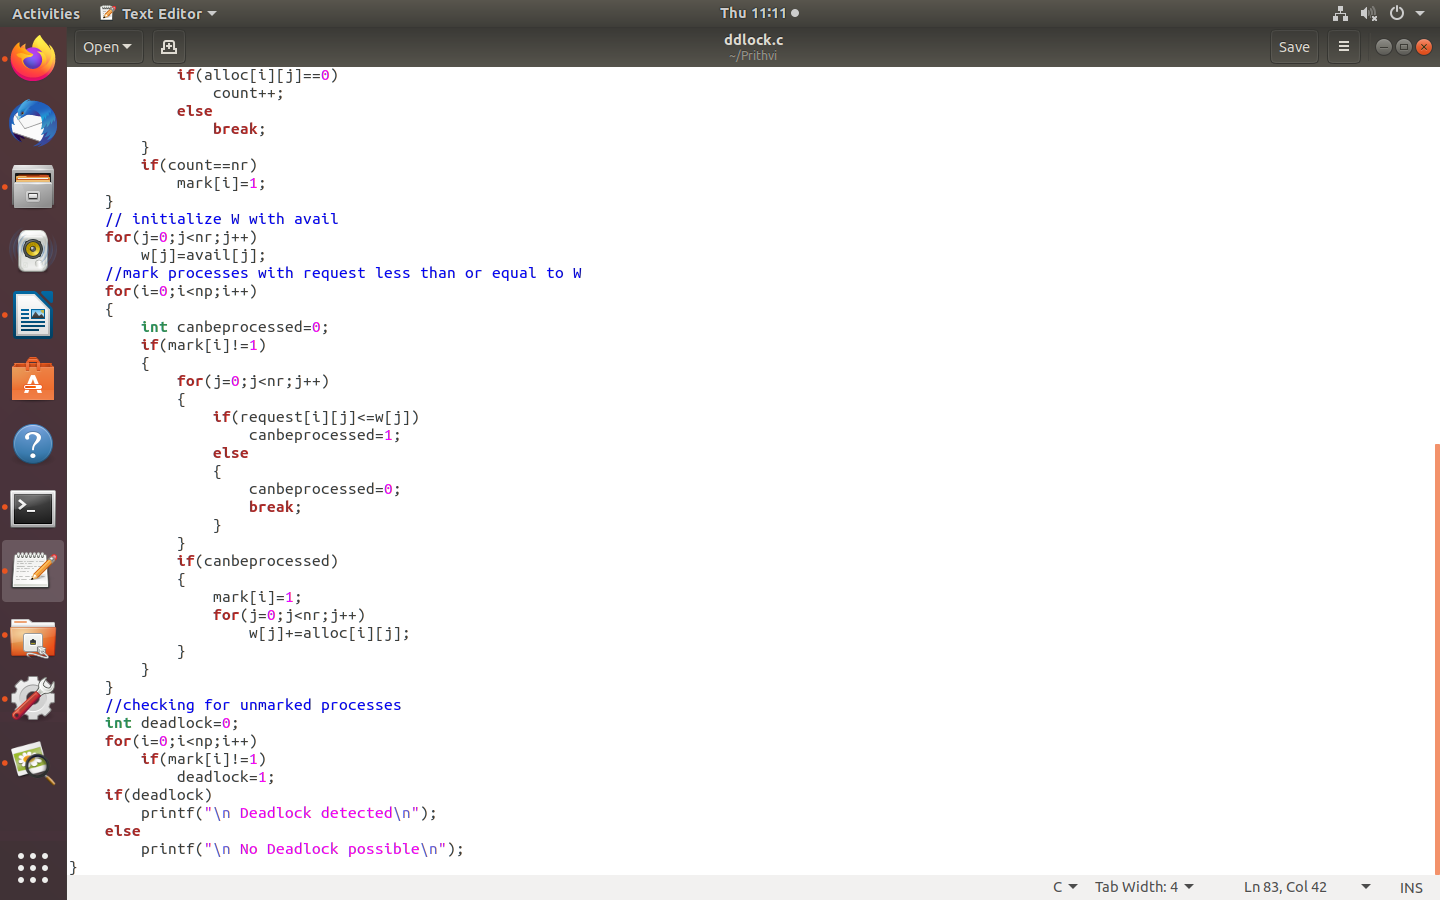 Activities Text Editor Thu 11:11
Open ddlock.c Save
~/Prithvi
if(alloc[i][j]==0)
count++;
else
break;
}
if(count==nr)
mark[i]=1;
}
// initialize W with avail
for(j=0;j<nr;j++)
w[j]=avail[j];
//mark processes with request less than or equal to W
for(i=0;i<np;i++)
{
int canbeprocessed=0;
if(mark[i]!=1)
{
for(j=0;j<nr;j++)
{
if(request[i][j]<=w[j])
canbeprocessed=1;
else
{
canbeprocessed=0;
break;
}
}
if(canbeprocessed)
{
mark[i]=1;
for(j=0;j<nr;j++)
w[j]+=alloc[i][j];
}
}
}
//checking for unmarked processes
int deadlock=0;
for(i=0;i<np;i++)
if(mark[i]!=1)
deadlock=1;
if(deadlock)
printf("\n Deadlock detected\n");
else
printf("\n No Deadlock possible\n");
}
C Tab Width: 4 Ln 83, Col 42 INS